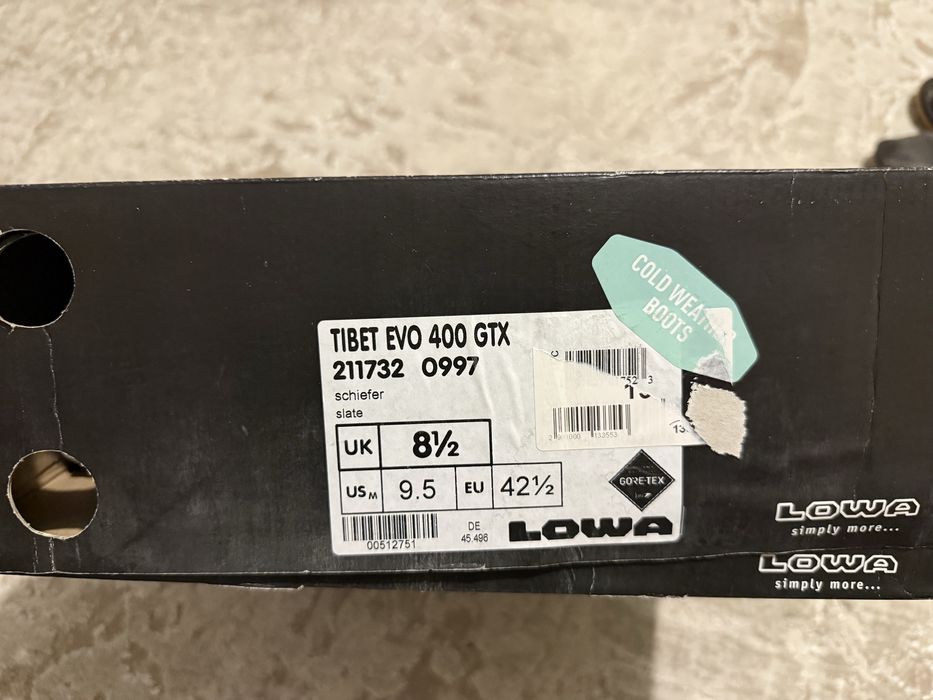 COLD WEATHER
BOOTS
TIBET EVO 400 GTX
211732 0997
schiefer
slate
UK 8½
US M 9.5 EU 42½
00512751
DE
45.496
GORE-TEX
LOWA
LOWA
simply more...
LOWA
simply more...